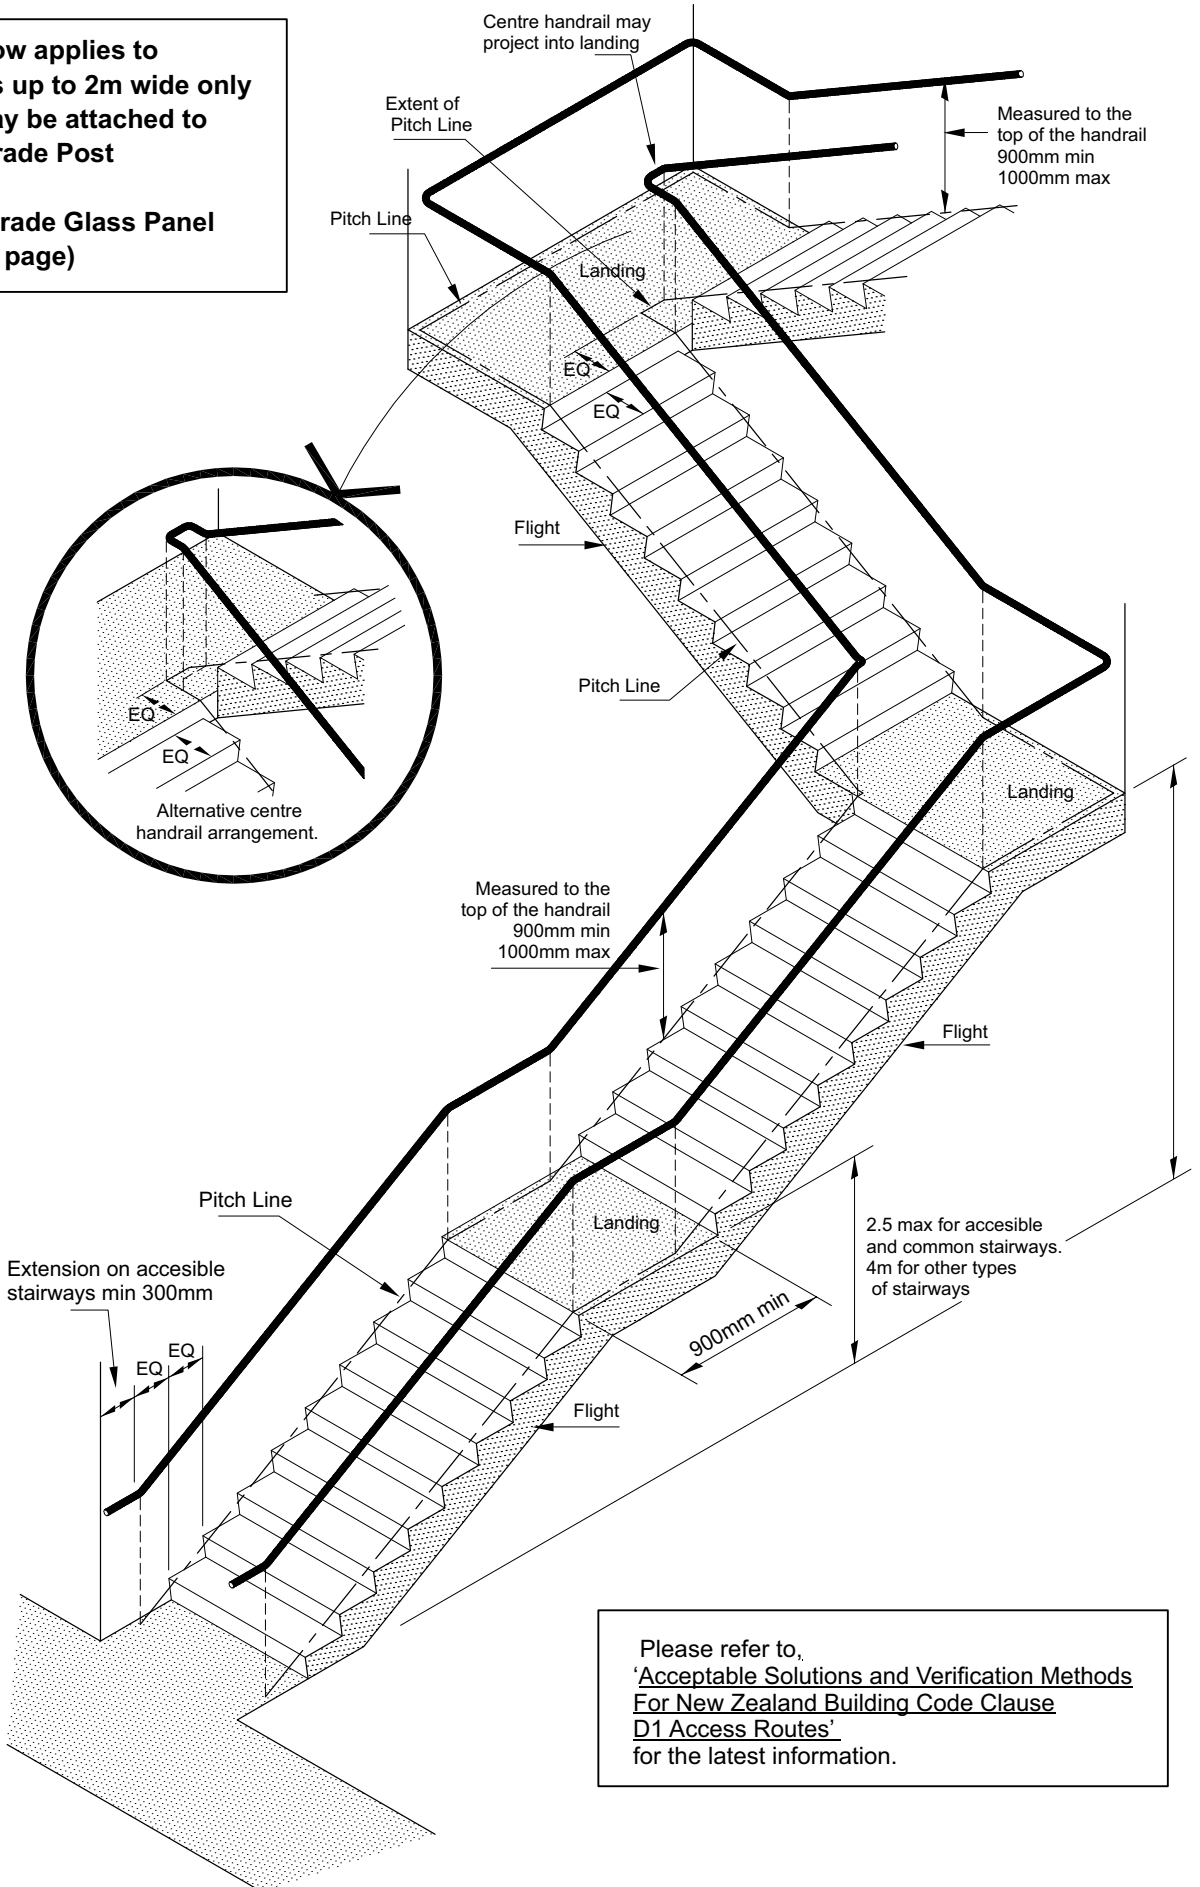 ow applies to
s up to 2m wide only
ay be attached to
rade Post
rade Glass Panel
page)
Centre handrail may
project into landing
Extent of
Pitch Line
Measured to the
top of the handrail
900mm min
1000mm max
Pitch Line
Landing
EQ
EQ
Flight
Pitch Line
EQ
EQ
Alternative centre
handrail arrangement.
Landing
Measured to the
top of the handrail
900mm min
1000mm max
Flight
Pitch Line
Landing
2.5 max for accesible
and common stairways.
4m for other types
of stairways
Extension on accesible
stairways min 300mm
900mm min
EQ
EQ
Flight
Please refer to,
‘Acceptable Solutions and Verification Methods
For New Zealand Building Code Clause
D1 Access Routes’
for the latest information.